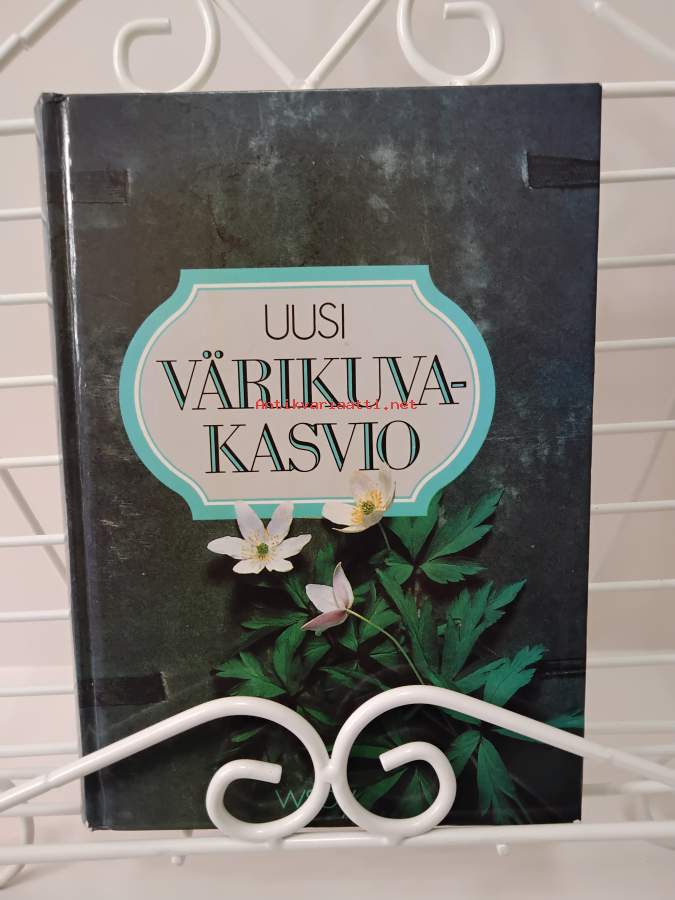 UUSI
VÄRIKUVA-
Antikvariaatti.net
KASVIO